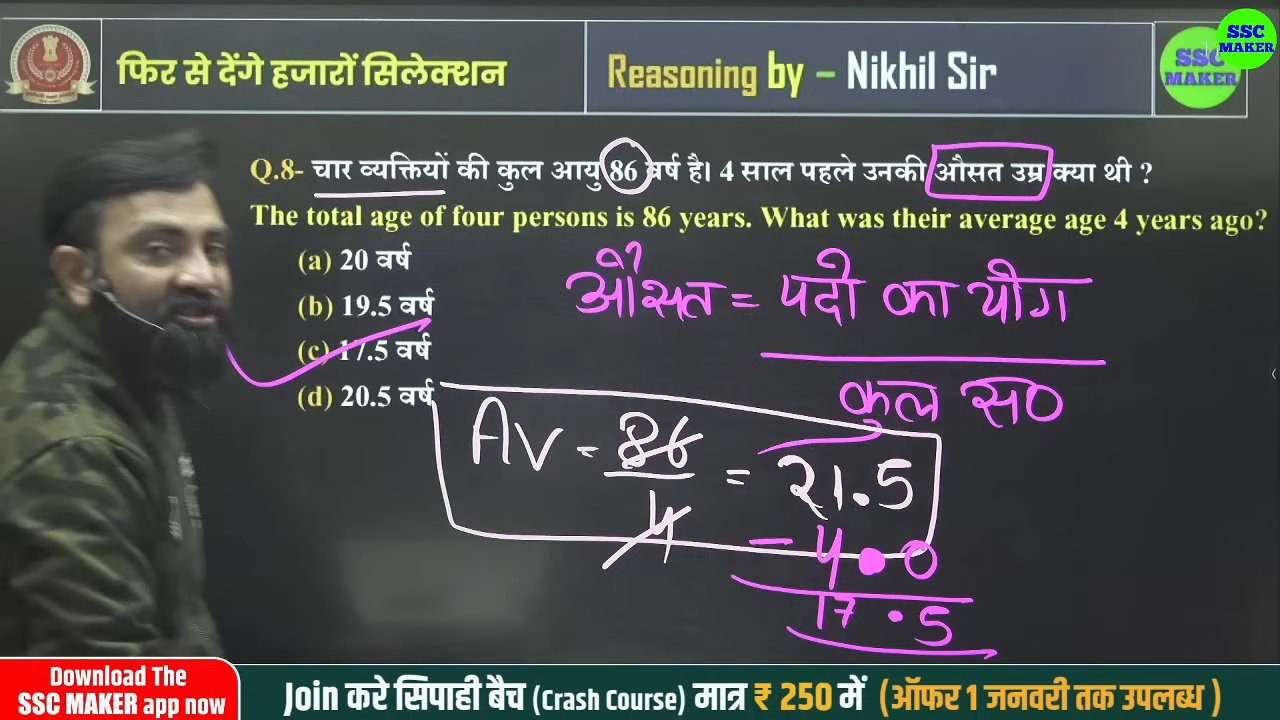 फिर से देंगे हजारों सिलेक्शन
Reasoning by – Nikhil Sir
SSC MAKER
SSC MAKER
Q.8- चार व्यक्तियों की कुल आयु 86 वर्ष है। 4 साल पहले उनकी औसत उम्र क्या थी ?
The total age of four persons is 86 years. What was their average age 4 years ago?
(a) 20 वर्ष
(b) 19.5 वर्ष
(c) 17.5 वर्ष
(d) 20.5 वर्ष
औसत = पदो का योग
कुल स०
AV = 86/4 = 21.5
- 4.0
17.5
Download The
SSC MAKER app now
Join करे सिपाही बैच (Crash Course) मात्र ₹ 250 में (ऑफर 1 जनवरी तक उपलब्ध )